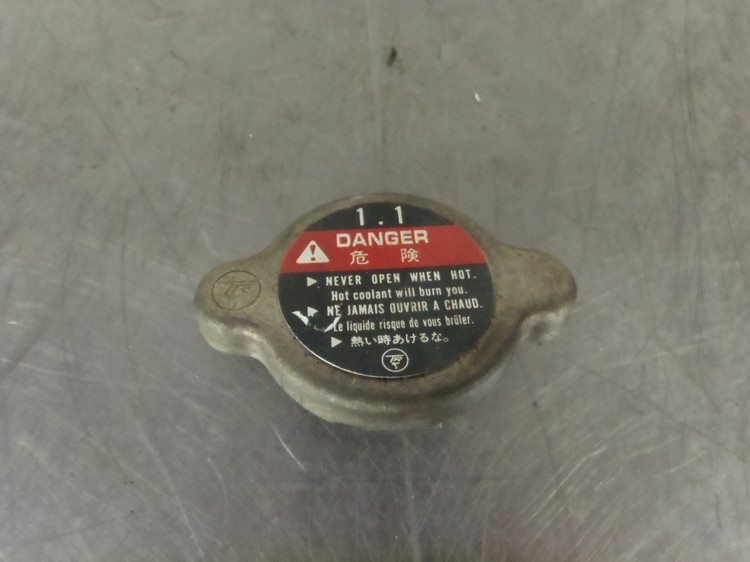 1.1
DANGER
危険
NEVER OPEN WHEN HOT.
Hot coolant will burn you.
NE JAMAIS OUVRIR A CHAUD.
Le liquide risque de vous brûler.
熱い時あけるな。